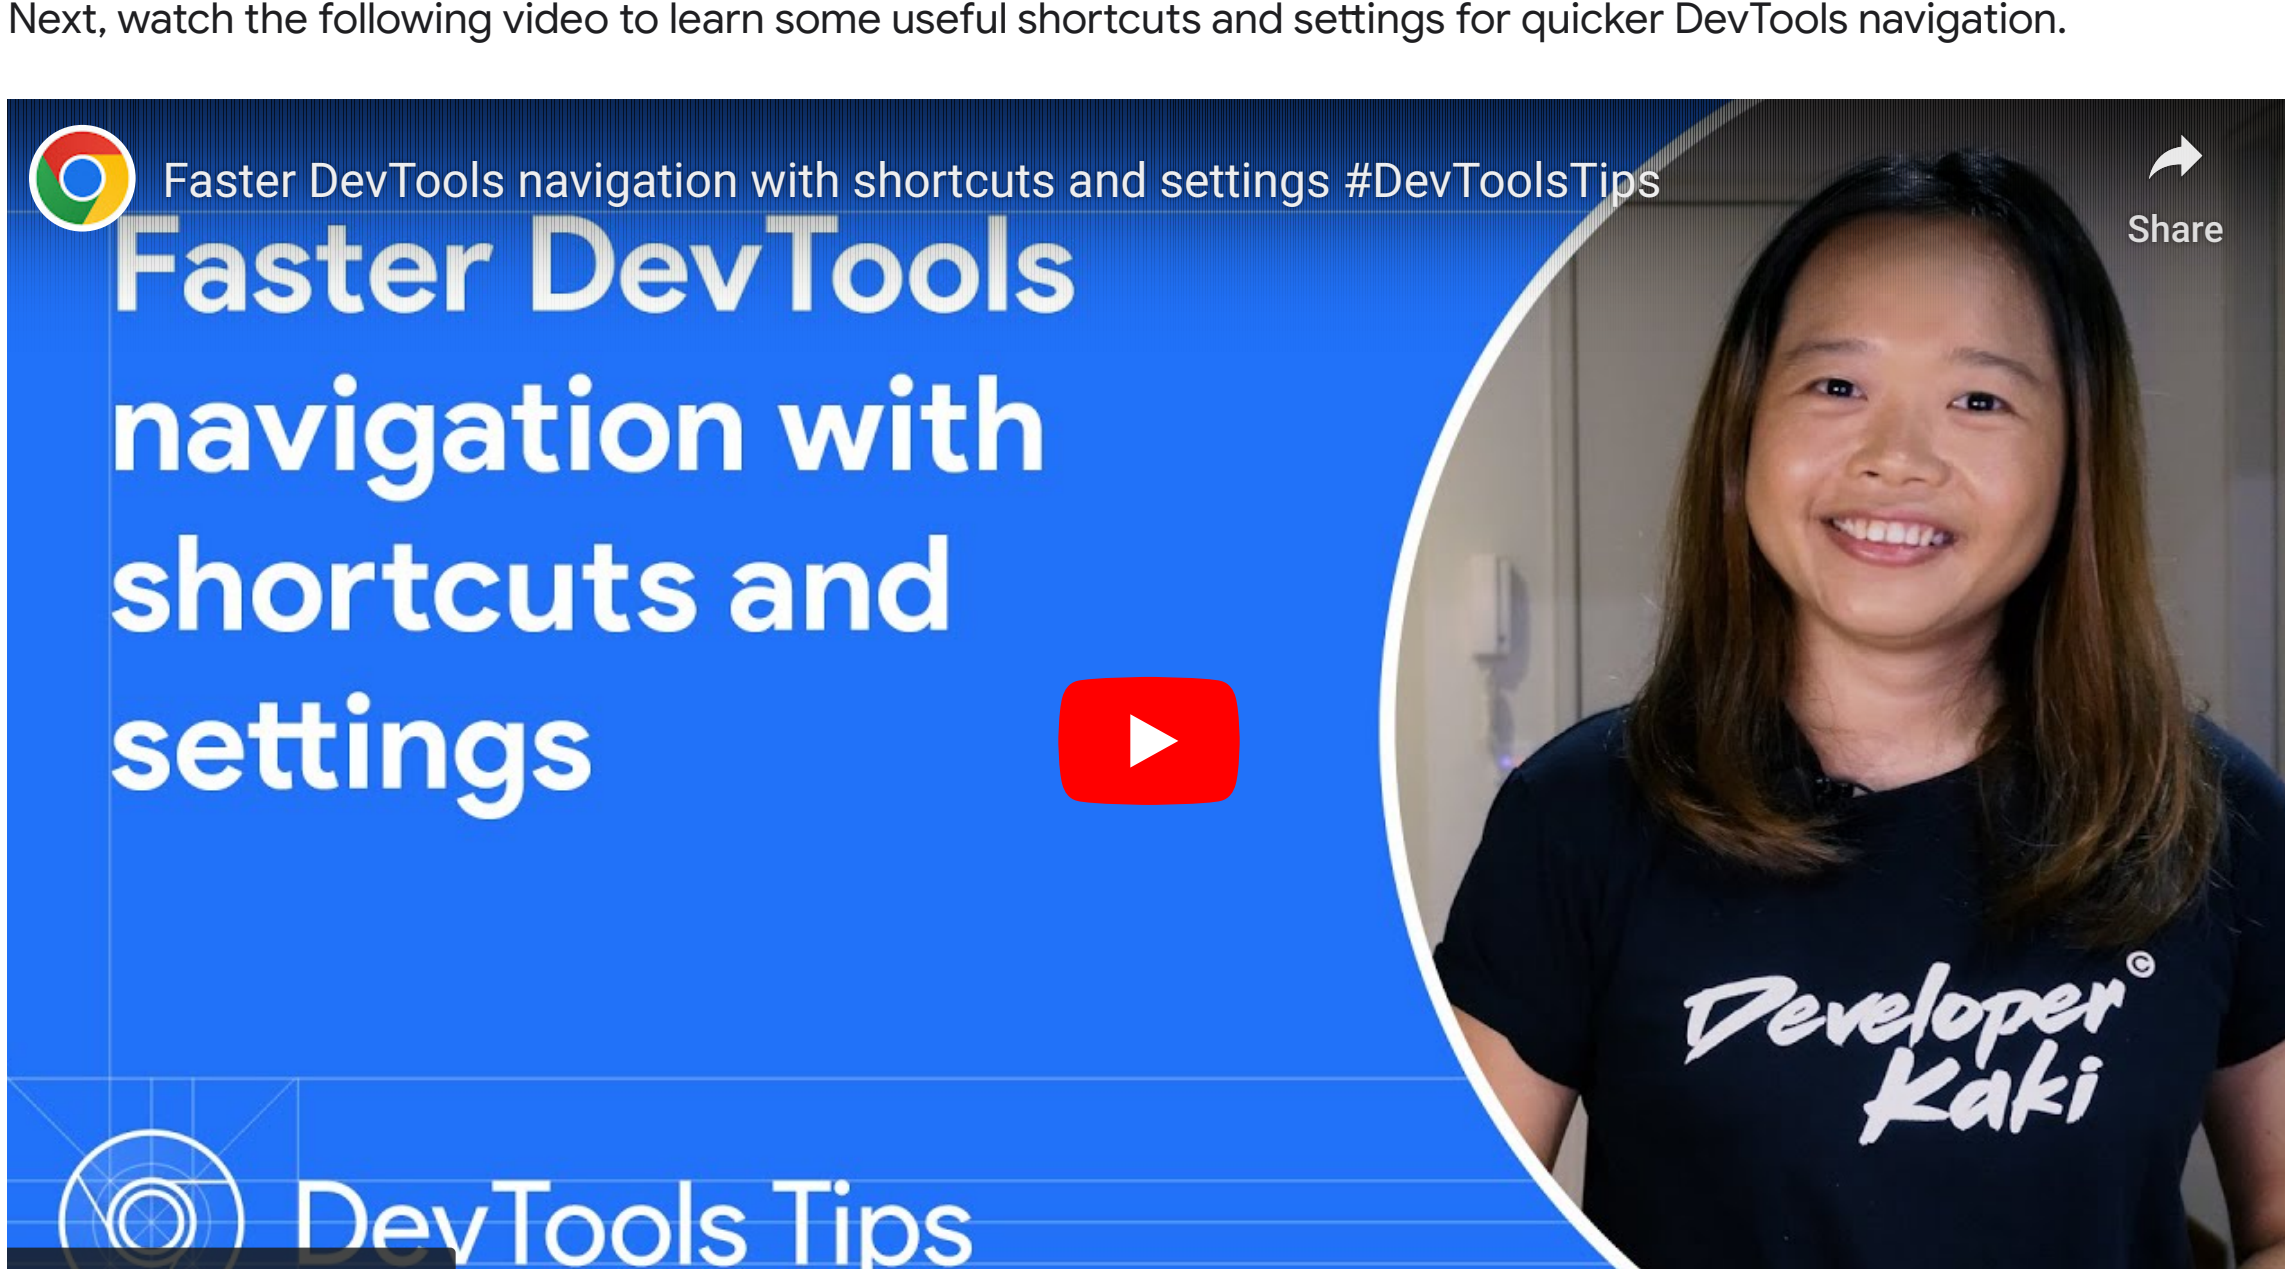 Next, watch the following video to learn some useful shortcuts and settings for quicker DevTools navigation.
Faster DevTools navigation with shortcuts and settings #DevToolsTips
Share
Faster DevTools
navigation with
shortcuts and
settings
Developer©
Kaki
DevTools Tips